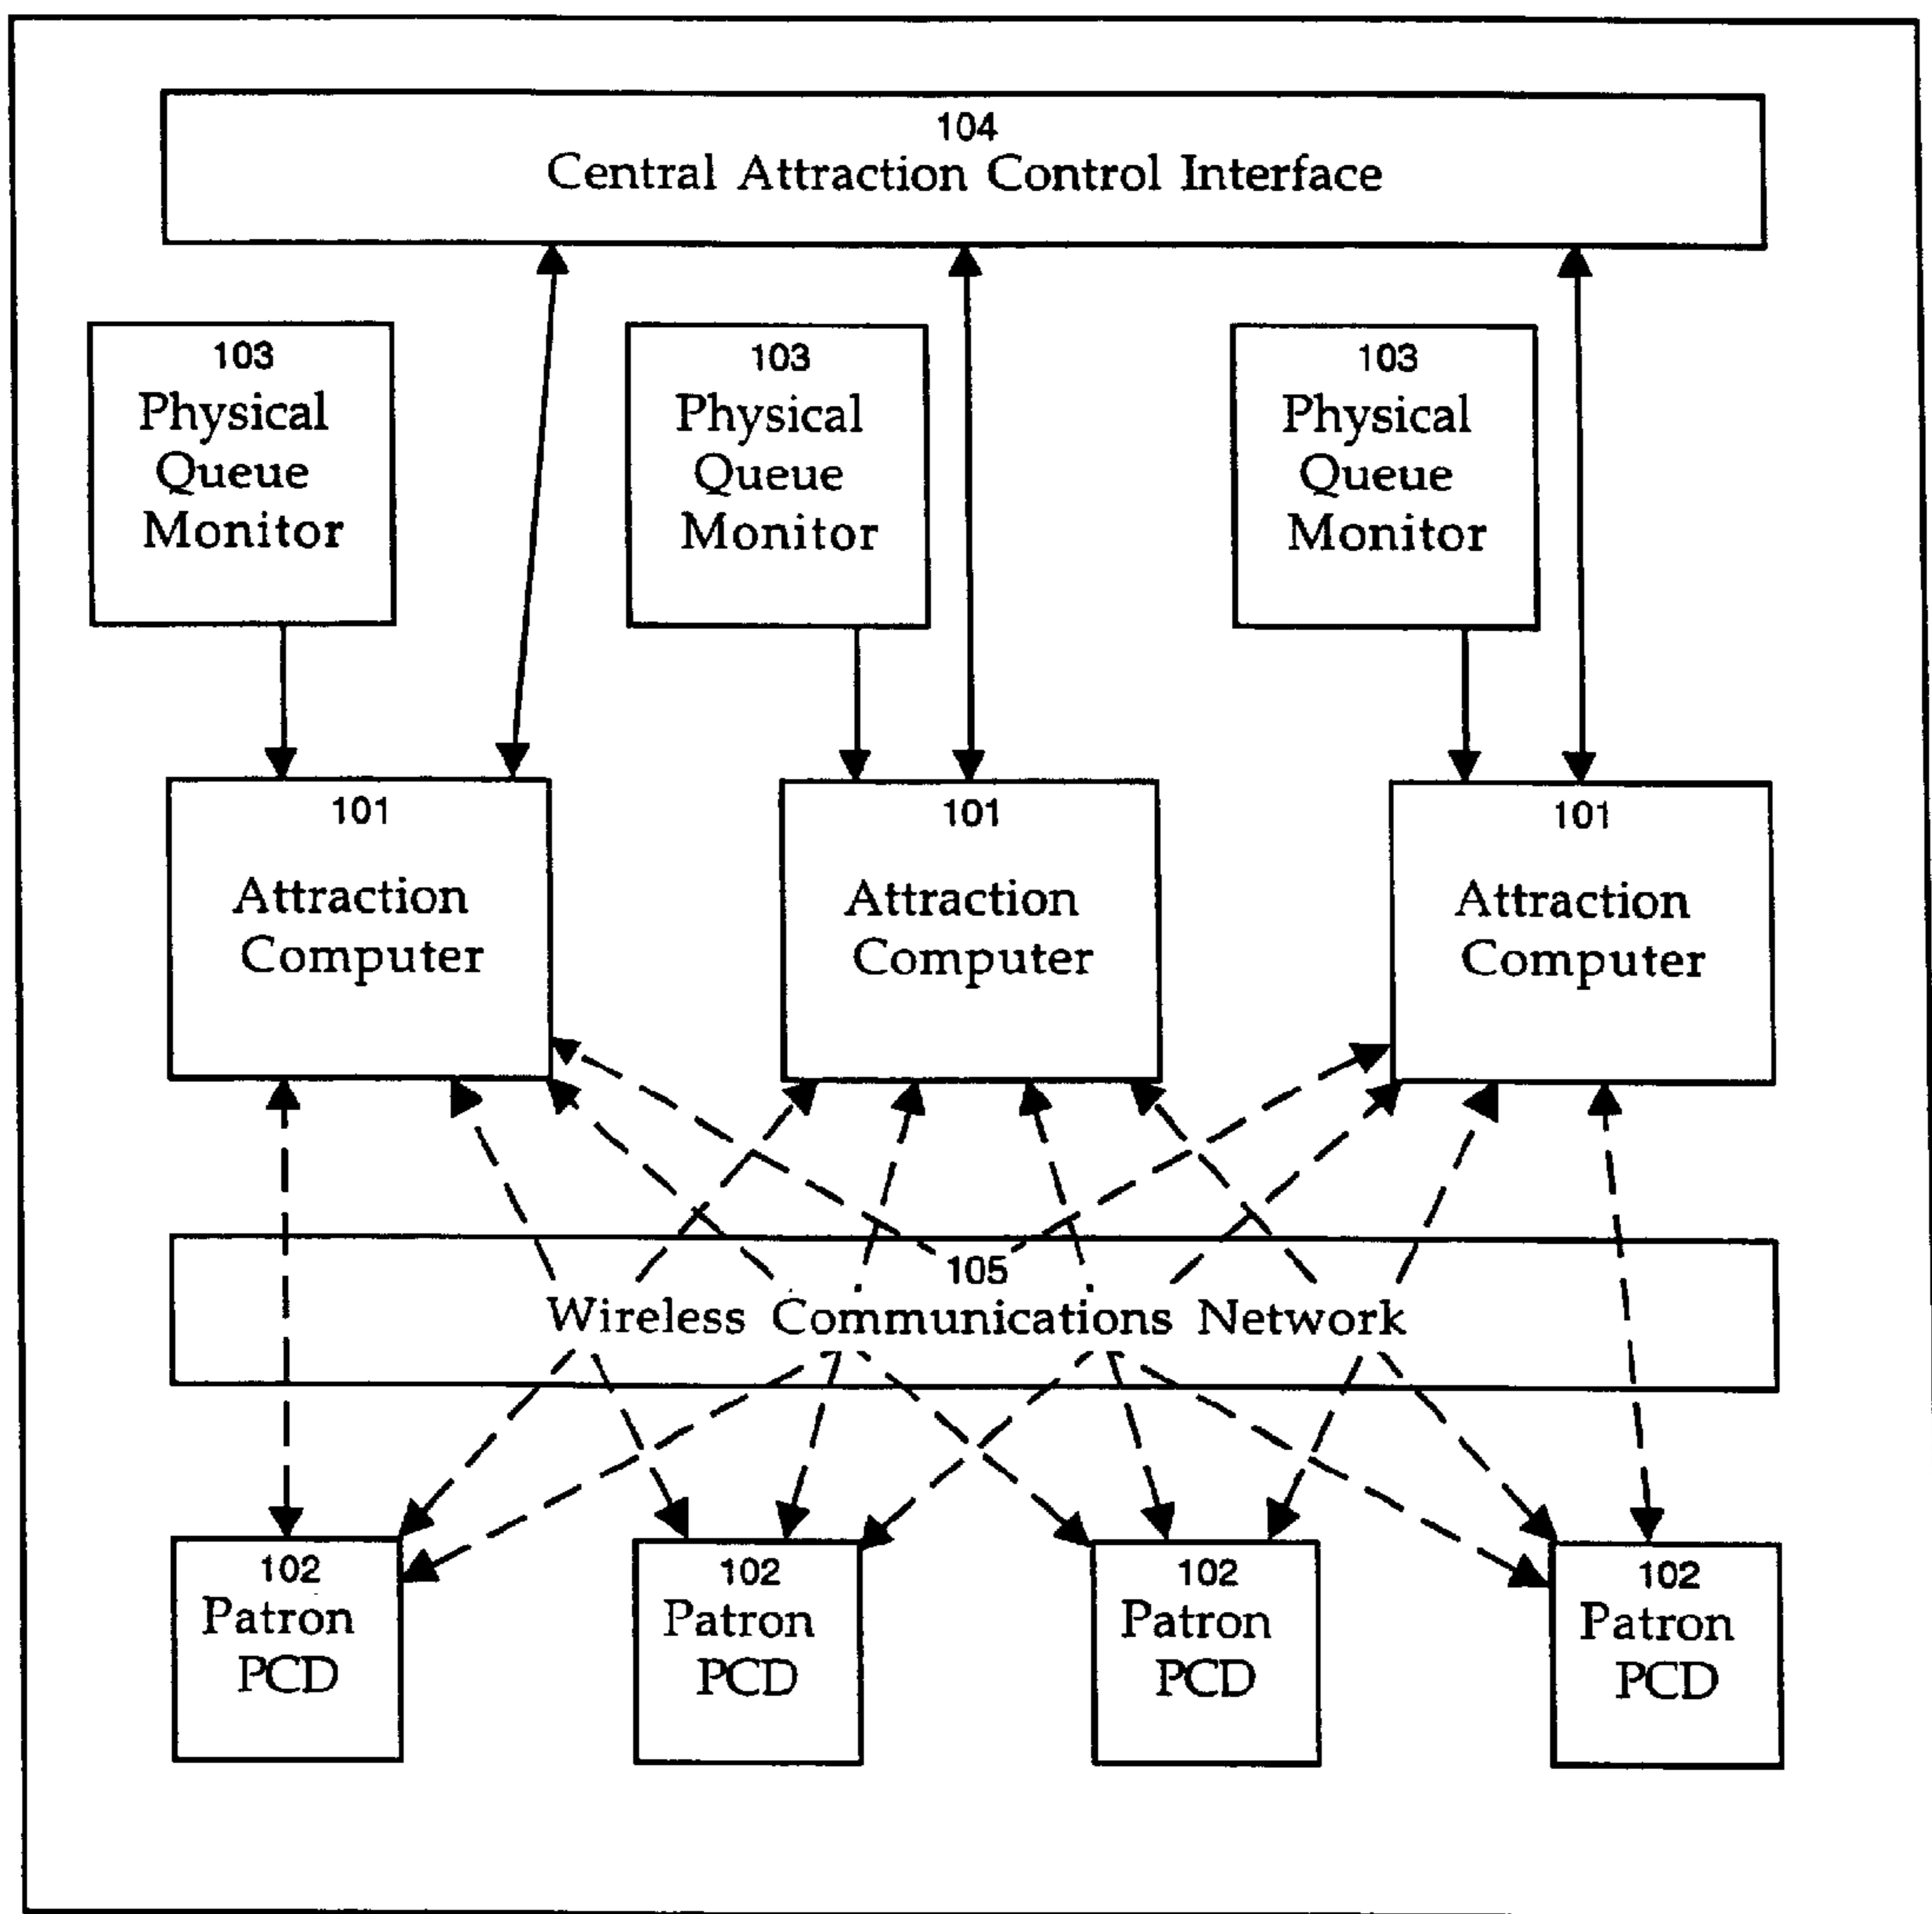 104
Central Attraction Control Interface
103
Physical
Queue
Monitor
103
Physical
Queue
Monitor
103
Physical
Queue
Monitor
101
Attraction
Computer
101
Attraction
Computer
101
Attraction
Computer
105
Wireless Communications Network
102
Patron
PCD
102
Patron
PCD
102
Patron
PCD
102
Patron
PCD